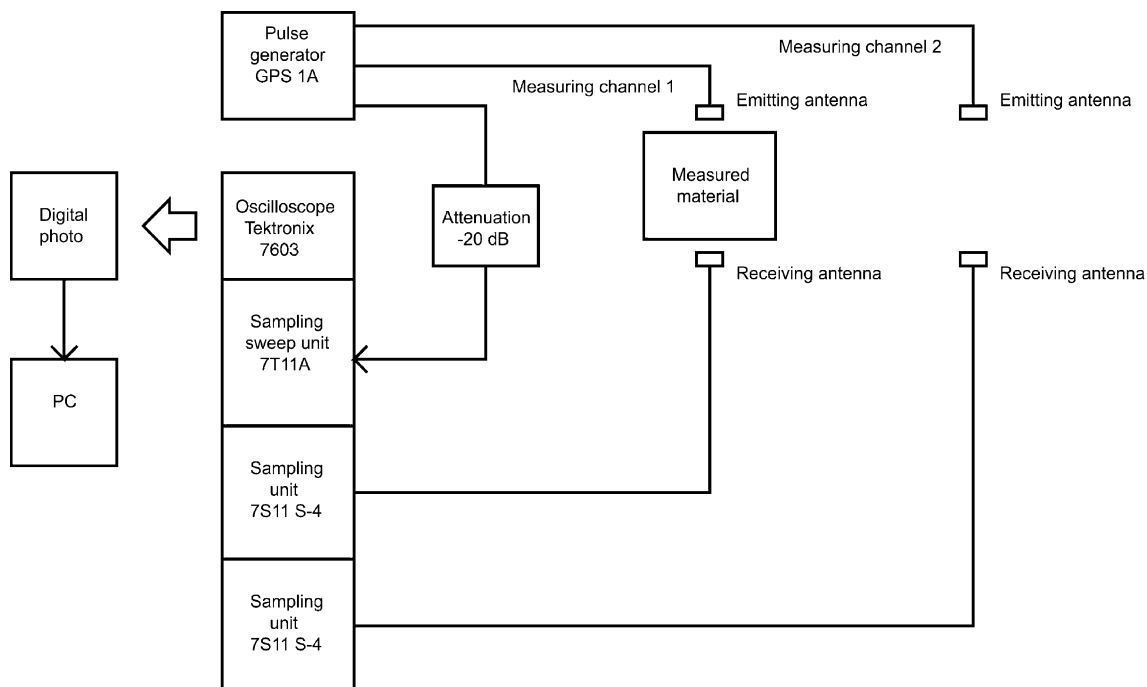 Pulse
generator
GPS 1A
Measuring channel 2
Measuring channel 1
Emitting antenna
Emitting antenna
Measured
material
Digital
photo
Oscilloscope
Tektronix
7603
Attenuation
-20 dB
Receiving antenna
Receiving antenna
Sampling
sweep unit
7T11A
PC
Sampling
unit
7S11 S-4
Sampling
unit
7S11 S-4